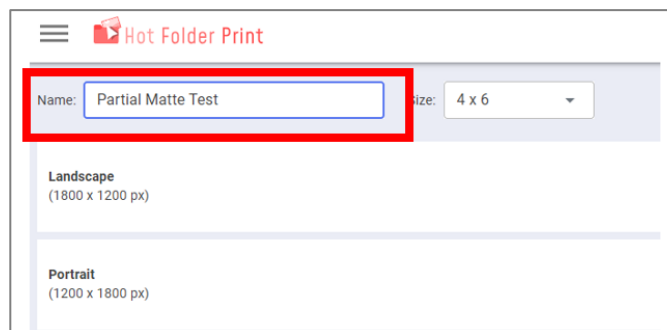 Hot Folder Print
Name: Partial Matte Test Size: 4 x 6
Landscape
(1800 x 1200 px)
Portrait
(1200 x 1800 px)